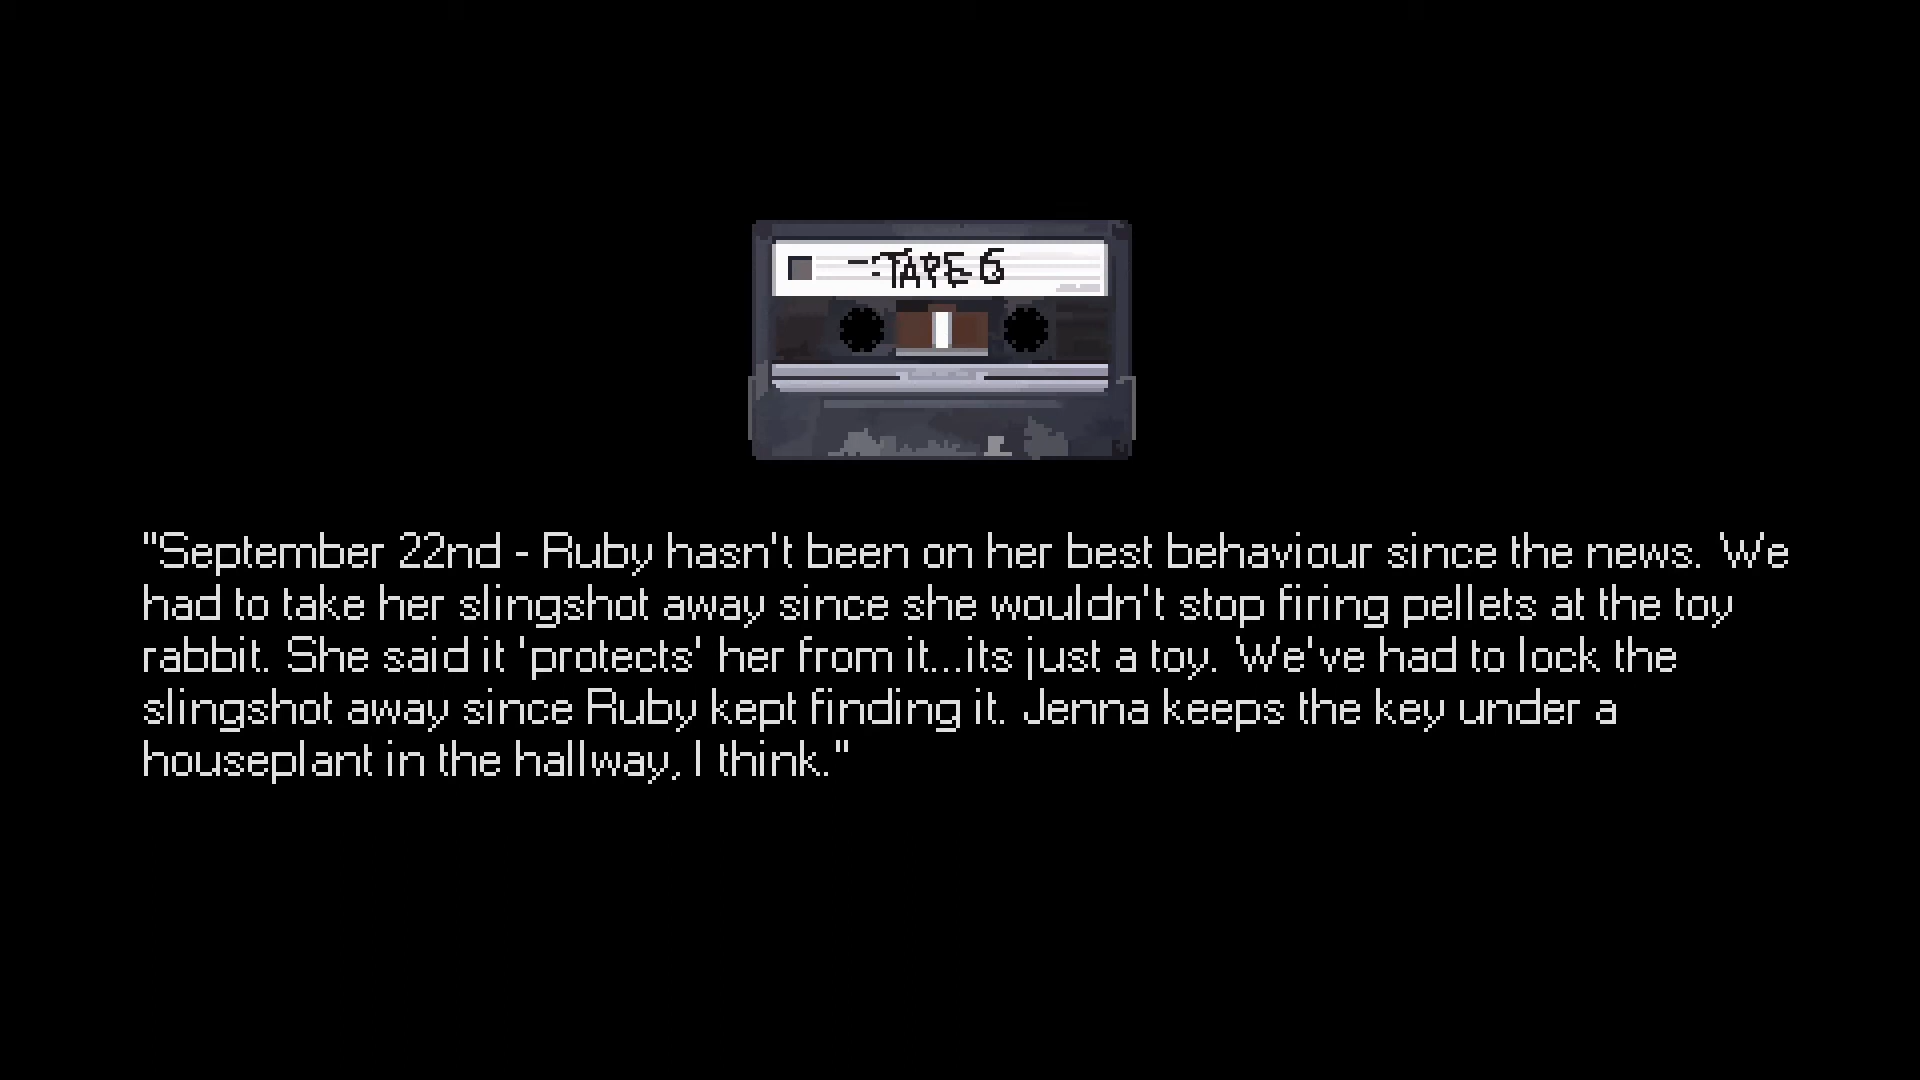 TAPE 6
"September 22nd - Ruby hasn't been on her best behaviour since the news. We
had to take her slingshot away since she wouldn't stop firing pellets at the toy
rabbit. She said it 'protects' her from it...its just a toy. We've had to lock the
slingshot away since Ruby kept finding it. Jenna keeps the key under a
houseplant in the hallway, I think."